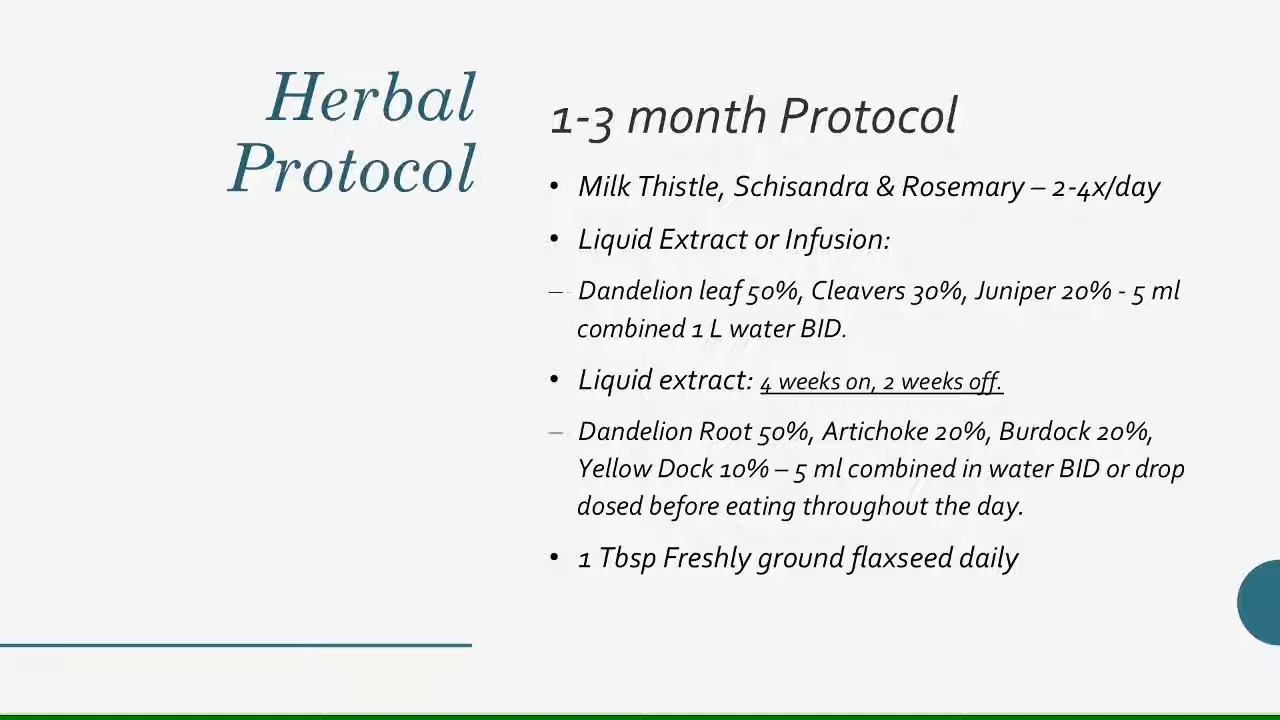 Herbal
Protocol
1-3 month Protocol
• Milk Thistle, Schisandra & Rosemary – 2-4x/day
• Liquid Extract or Infusion:
– Dandelion leaf 50%, Cleavers 30%, Juniper 20% - 5 ml
combined 1 L water BID.
• Liquid extract: 4 weeks on, 2 weeks off.
– Dandelion Root 50%, Artichoke 20%, Burdock 20%,
Yellow Dock 10% – 5 ml combined in water BID or drop
dosed before eating throughout the day.
• 1 Tbsp Freshly ground flaxseed daily